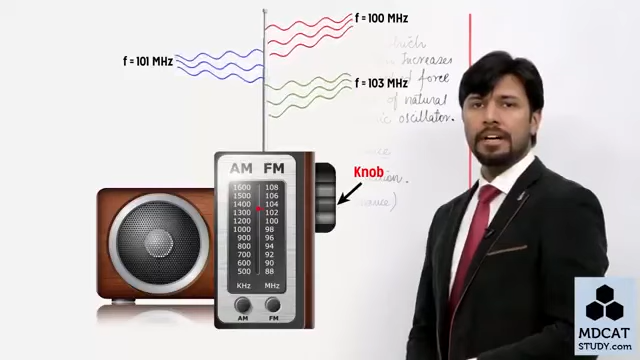 f = 100 MHz
f = 101 MHz
which
Increases
force
f = 103 MHz
of natural
oscillator.
AM FM
Knob
1600 108
1500 106
1400 104
1300 102
1200 100
1000 98
900 96
800 94
700 92
600 90
500 88
KHz MHz
AM FM
MDCAT
STUDY.com